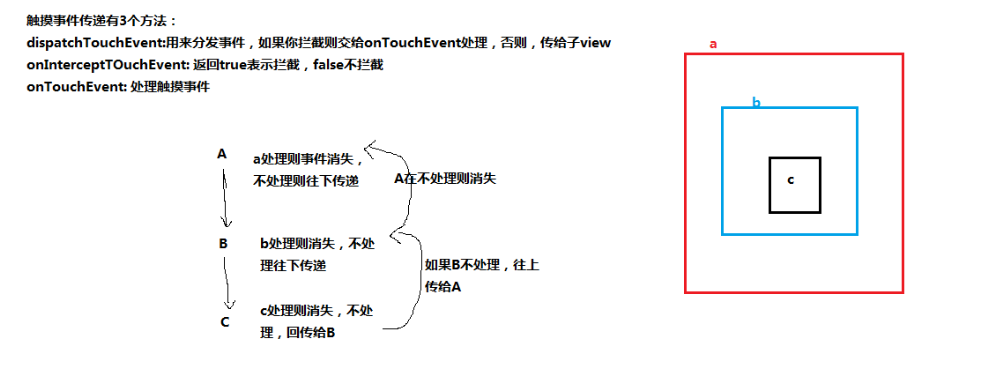 触摸事件传递有3个方法：
dispatchTouchEvent:用来分发事件，如果你拦截则交给onTouchEvent处理，否则，传给子view
onInterceptTOuchEvent: 返回true表示拦截，false不拦截
onTouchEvent: 处理触摸事件
a
b
c
A
a处理则事件消失，
不处理则往下传递
A在不处理则消失
B
b处理则消失，不处
理往下传递
如果B不处理，往上
传给A
C
c处理则消失，不处
理，回传给B